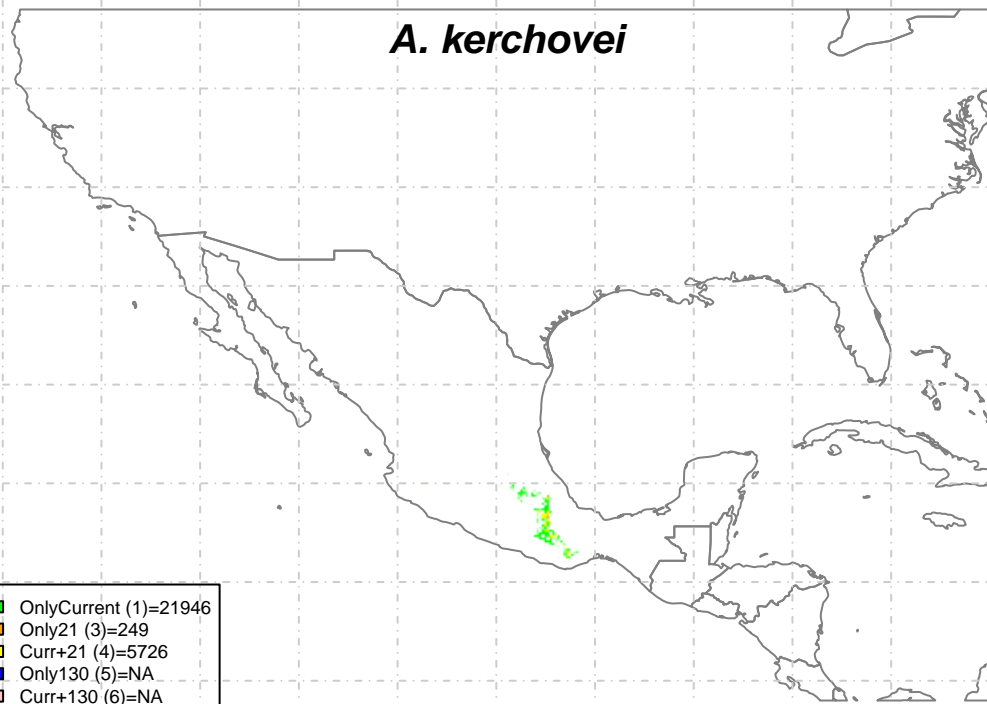 A. kerchovei
OnlyCurrent (1)=21946
Only21 (3)=249
Curr+21 (4)=5726
Only130 (5)=NA
Curr+130 (6)=NA